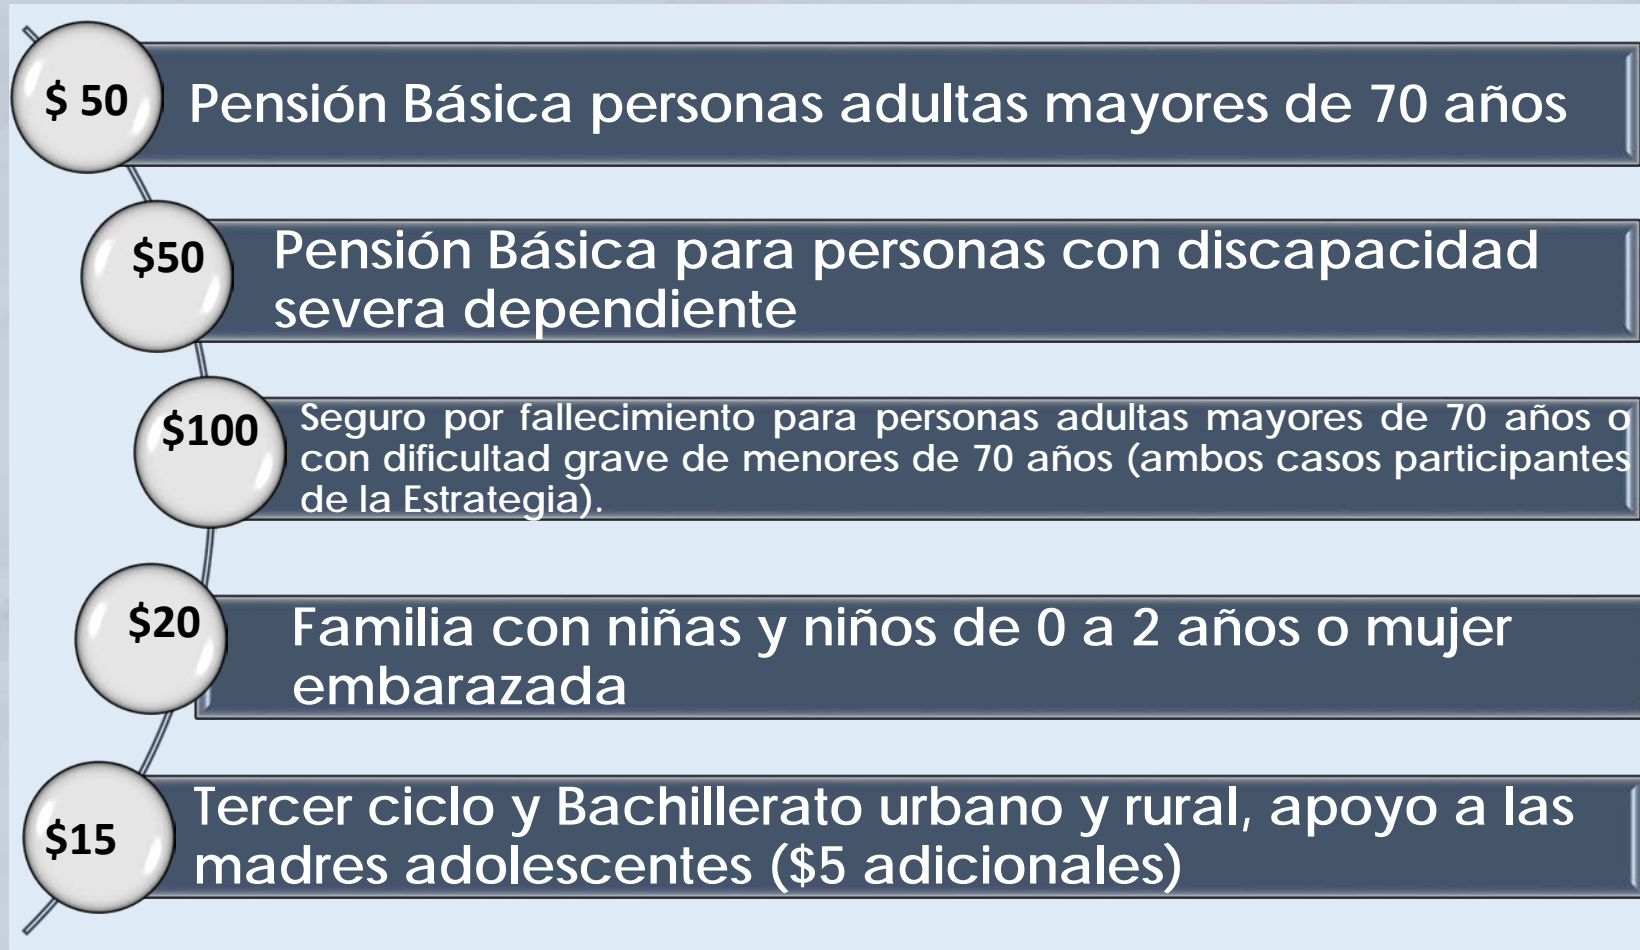 $ 50
Pensión Básica personas adultas mayores de 70 años
$50
Pensión Básica para personas con discapacidad
severa dependiente
$100
Seguro por fallecimiento para personas adultas mayores de 70 años o
con dificultad grave de menores de 70 años (ambos casos participantes
de la Estrategia).
$20
Familia con niñas y niños de 0 a 2 años o mujer
embarazada
$15
Tercer ciclo y Bachillerato urbano y rural, apoyo a las
madres adolescentes ($5 adicionales)